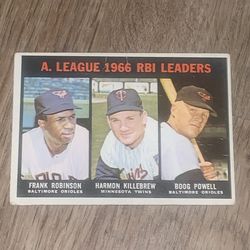 A. LEAGUE 1966 RBI LEADERS
FRANK ROBINSON
BALTIMORE ORIOLES
HARMON KILLEBREW
MINNESOTA TWINS
BOOG POWELL
BALTIMORE ORIOLES